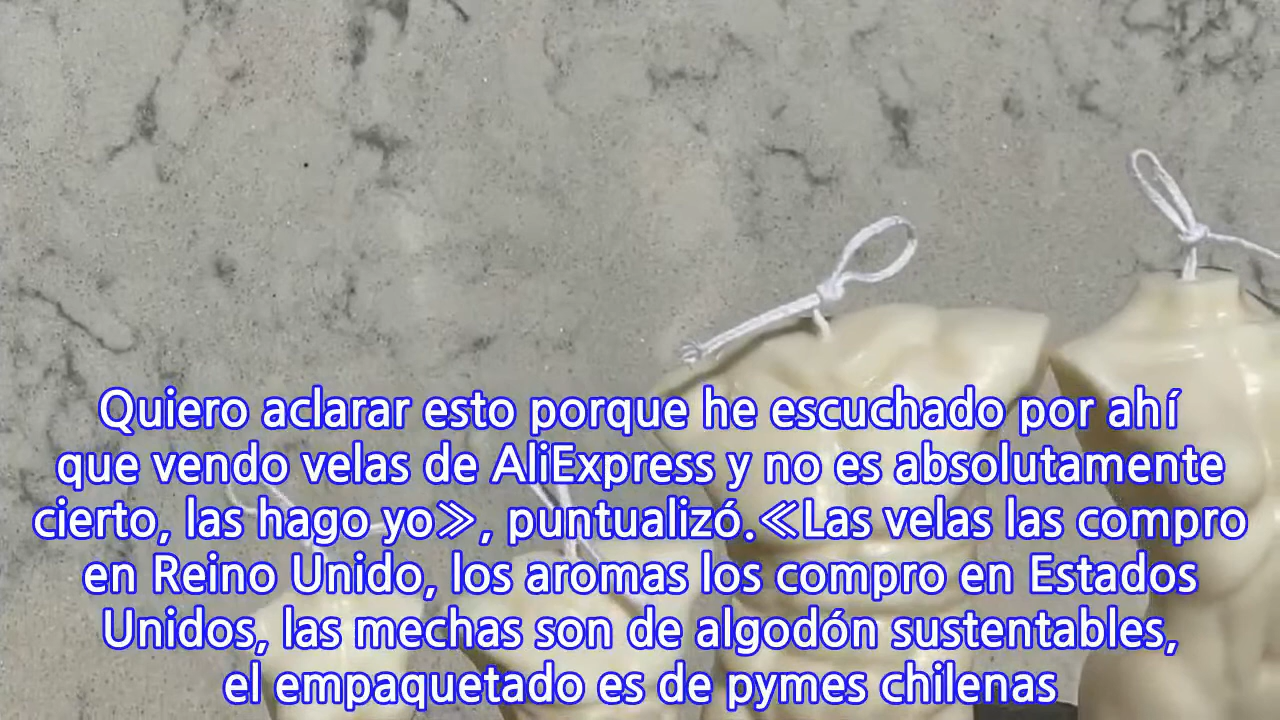 Quiero aclarar esto porque he escuchado por ahí
que vendo velas de AliExpress y no es absolutamente
cierto, las hago yo≫, puntualizó.≪Las velas las compro
en Reino Unido, los aromas los compro en Estados
Unidos, las mechas son de algodón sustentables,
el empaquetado es de pymes chilenas